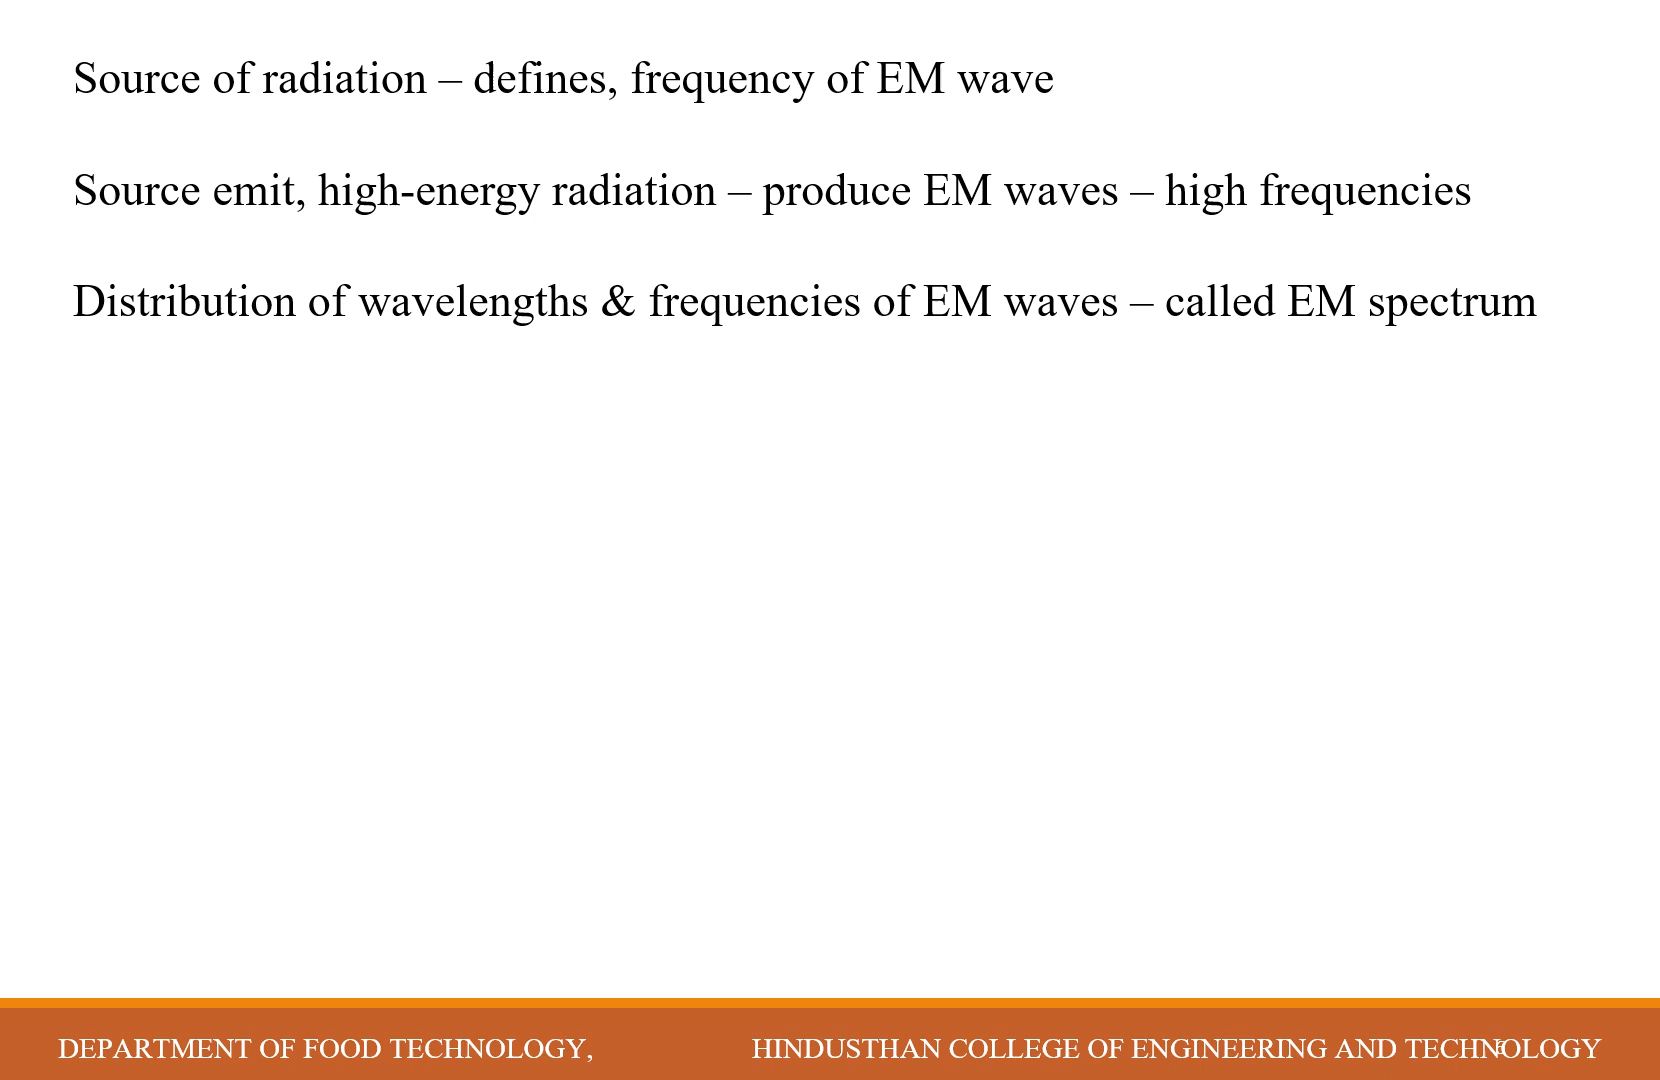 Source of radiation – defines, frequency of EM wave
Source emit, high-energy radiation – produce EM waves – high frequencies
Distribution of wavelengths & frequencies of EM waves – called EM spectrum
DEPARTMENT OF FOOD TECHNOLOGY, HINDUSTHAN COLLEGE OF ENGINEERING AND TECHNOLOGY